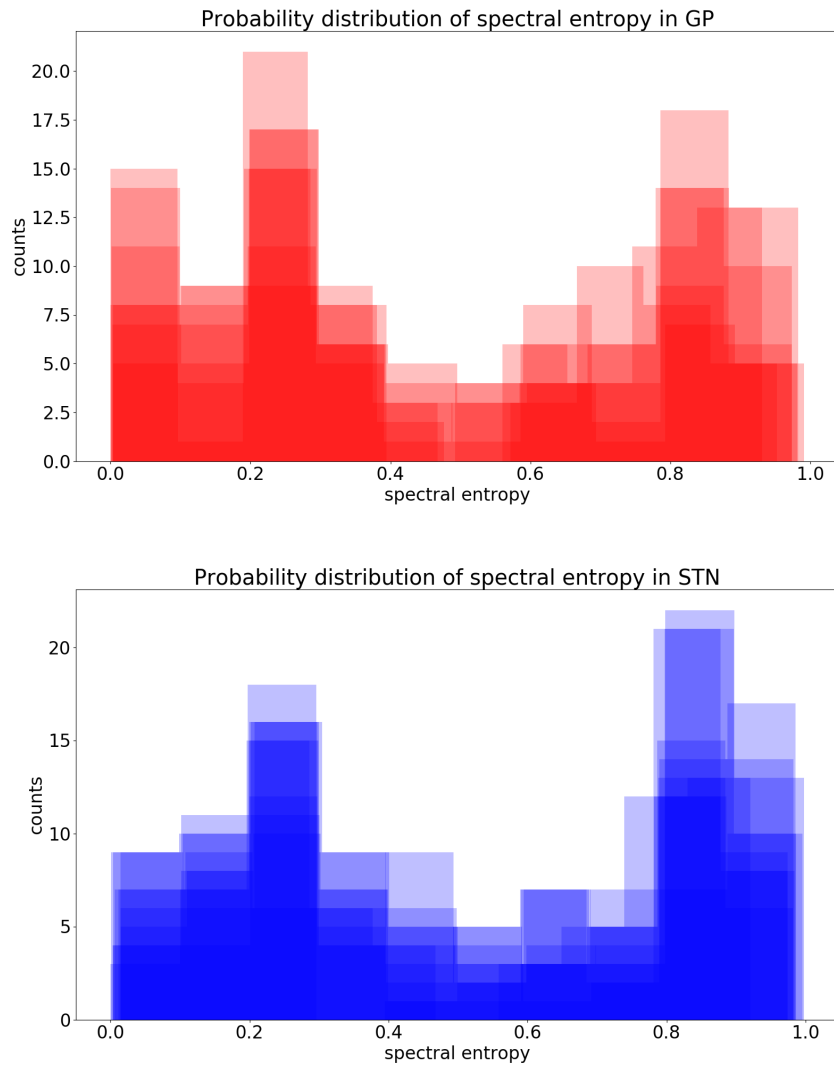 Probability distribution of spectral entropy in GP
20.0
17.5
15.0
12.5
10.0
7.5
5.0
2.5
0.0
counts
0.0 0.2 0.4 0.6 0.8 1.0
spectral entropy
Probability distribution of spectral entropy in STN
20
15
10
5
0
counts
0.0 0.2 0.4 0.6 0.8 1.0
spectral entropy